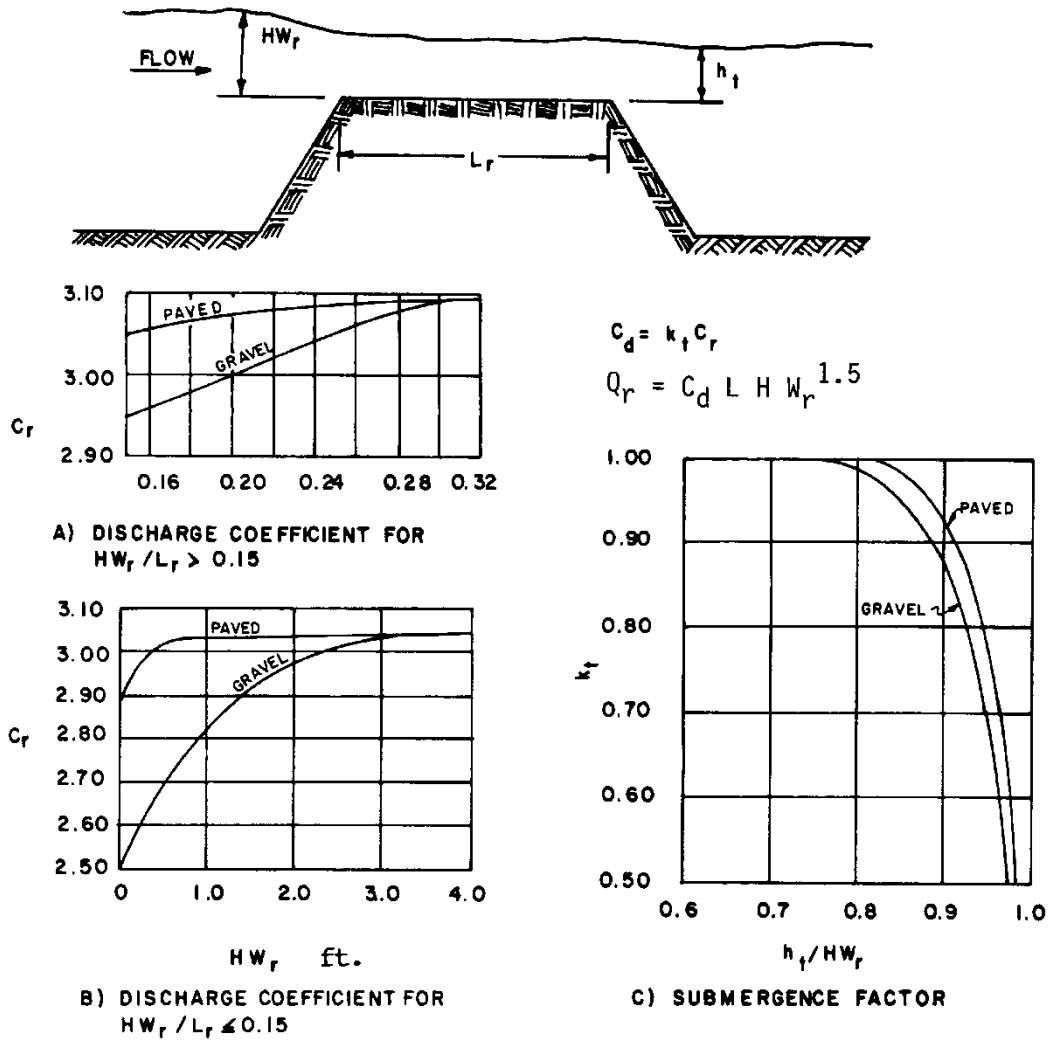 HWr
FLOW
ht
Lr
3.10
PAVED
GRAVEL
3.00
Cr
2.90
0.16 0.20 0.24 0.28 0.32
A) DISCHARGE COEFFICIENT FOR
HWr/Lr > 0.15
Cd = kt Cr
Qr = Cd L H Wr^1.5
3.10
PAVED
3.00
GRAVEL
2.90
Cr
2.80
2.70
2.60
2.50
0 1.0 2.0 3.0 4.0
HWr ft.
B) DISCHARGE COEFFICIENT FOR
HWr/Lr ≤ 0.15
1.00
PAVED
0.90
GRAVEL
0.80
kt
0.70
0.60
0.50
0.6 0.7 0.8 0.9 1.0
ht/HWr
C) SUBMERGENCE FACTOR